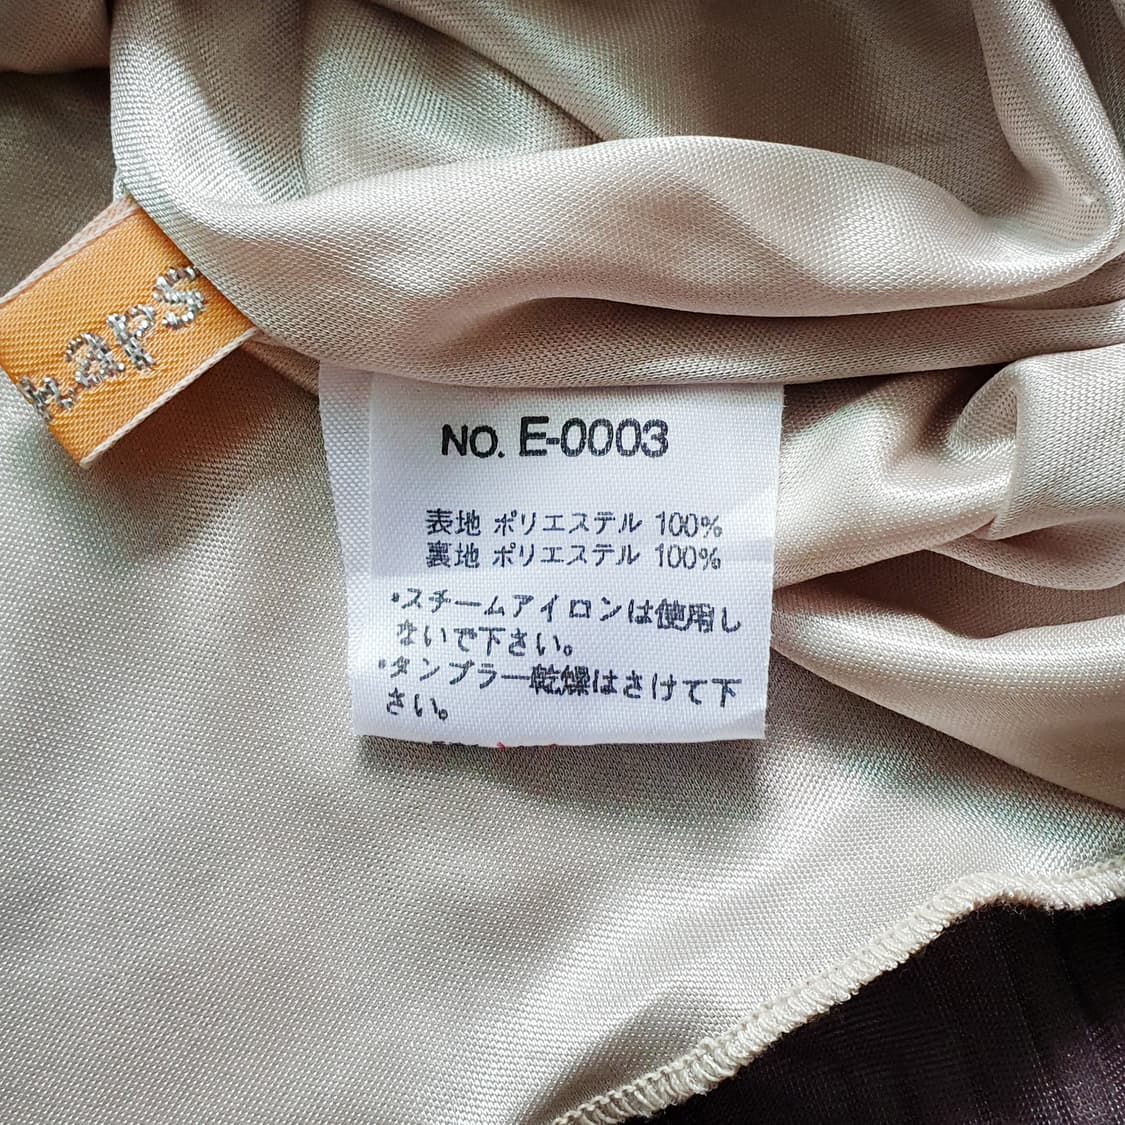 NO. E-0003
表地 ポリエステル 100%
裏地 ポリエステル 100%
・スチームアイロンは使用し
ないで下さい。
・タンブラー乾燥はさけて下
さい。
aps